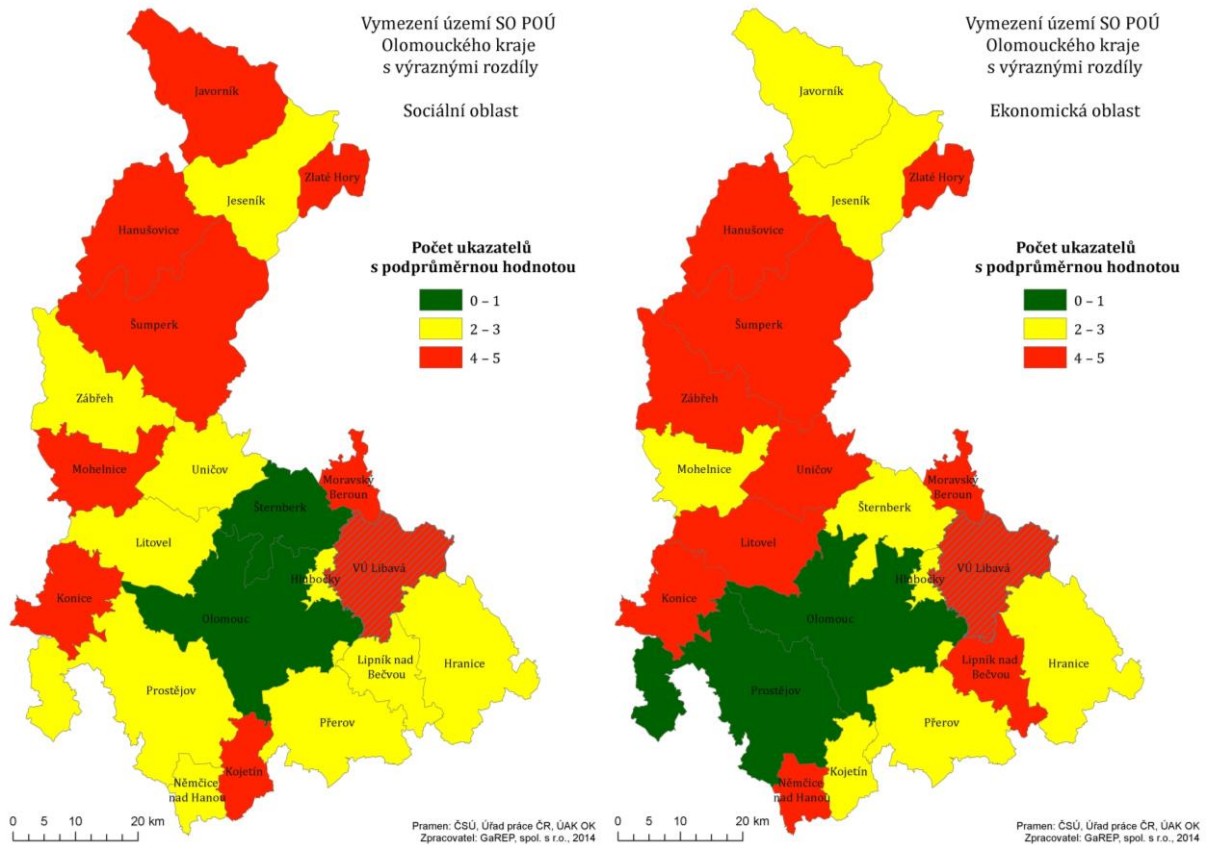 Vymezení území SO POÚ
Olomouckého kraje
s výraznými rozdíly
Sociální oblast
Javorník
Zlaté Hory
Jeseník
Hanušovice
Počet ukazatelů
s podprůměrnou hodnotou
0 – 1
2 – 3
4 – 5
Šumperk
Zábřeh
Mohelnice
Uničov
Moravský
Beroun
Šternberk
Litovel
VÚ Libavá
Hlubočky
Konice
Olomouc
Lipník nad
Bečvou
Hranice
Prostějov
Přerov
Kojetín
Němčice
nad Hanou
0 5 10 20 km
Pramen: ČSÚ, Úřad práce ČR, ÚAK OK
Zpracovatel: GaREP, spol. s r.o., 2014
Vymezení území SO POÚ
Olomouckého kraje
s výraznými rozdíly
Ekonomická oblast
Javorník
Zlaté Hory
Jeseník
Hanušovice
Počet ukazatelů
s podprůměrnou hodnotou
0 – 1
2 – 3
4 – 5
Šumperk
Zábřeh
Mohelnice
Uničov
Moravský
Beroun
Šternberk
Litovel
VÚ Libavá
Hlubočky
Konice
Olomouc
Lipník nad
Bečvou
Hranice
Prostějov
Přerov
Kojetín
Němčice
nad Hanou
0 5 10 20 km
Pramen: ČSÚ, Úřad práce ČR, ÚAK OK
Zpracovatel: GaREP, spol. s r.o., 2014